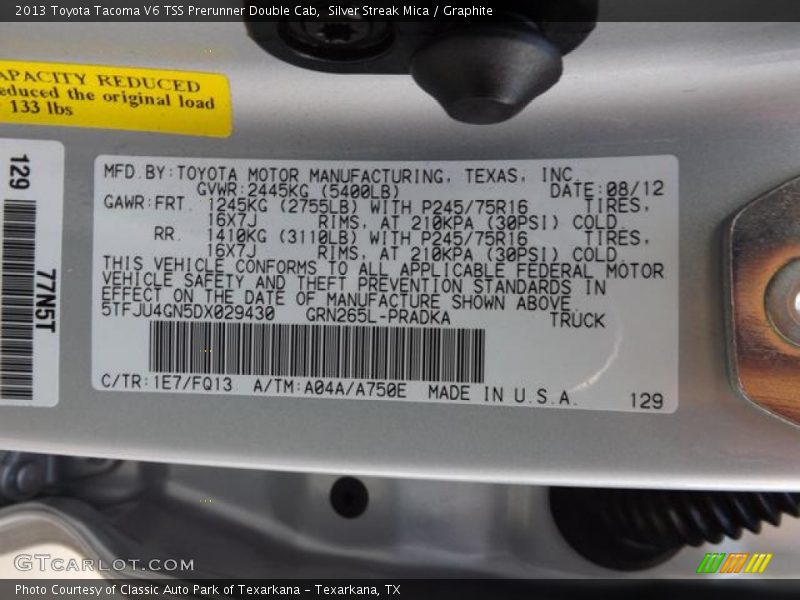 2013 Toyota Tacoma V6 TSS Prerunner Double Cab, Silver Streak Mica / Graphite
APACITY REDUCED
educed the original load
133 lbs
129
77N5T
MFD.BY:TOYOTA MOTOR MANUFACTURING, TEXAS, INC.
GVWR:2445KG (5400LB) DATE:08/12
GAWR:FRT. 1245KG (2755LB) WITH P245/75R16 TIRES,
16X7J RIMS, AT 210KPA (30PSI) COLD.
RR. 1410KG (3110LB) WITH P245/75R16 TIRES,
16X7J RIMS, AT 210KPA (30PSI) COLD.
THIS VEHICLE CONFORMS TO ALL APPLICABLE FEDERAL MOTOR
VEHICLE SAFETY AND THEFT PREVENTION STANDARDS IN
EFFECT ON THE DATE OF MANUFACTURE SHOWN ABOVE.
5TFJU4GN5DX029430 GRN265L-PRADKA TRUCK
C/TR:1E7/FQ13 A/TM:A04A/A750E MADE IN U.S.A. 129
GTCARLOT.COM
Photo Courtesy of Classic Auto Park of Texarkana - Texarkana, TX